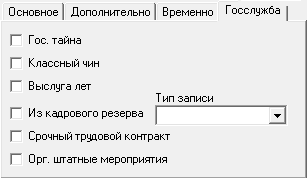 Основное Дополнительно Временно Госслужба
Гос. тайна
Классный чин
Выслуга лет
Тип записи
Из кадрового резерва
Срочный трудовой контракт
Орг. штатные мероприятия